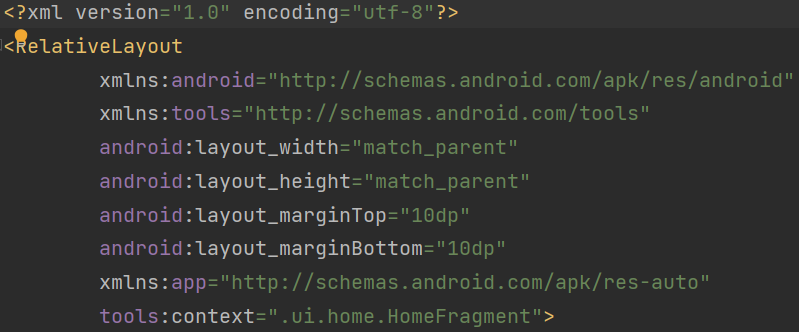 <?xml version="1.0" encoding="utf-8"?>
<RelativeLayout
xmlns:android="http://schemas.android.com/apk/res/android"
xmlns:tools="http://schemas.android.com/tools"
android:layout_width="match_parent"
android:layout_height="match_parent"
android:layout_marginTop="10dp"
android:layout_marginBottom="10dp"
xmlns:app="http://schemas.android.com/apk/res-auto"
tools:context=".ui.home.HomeFragment">